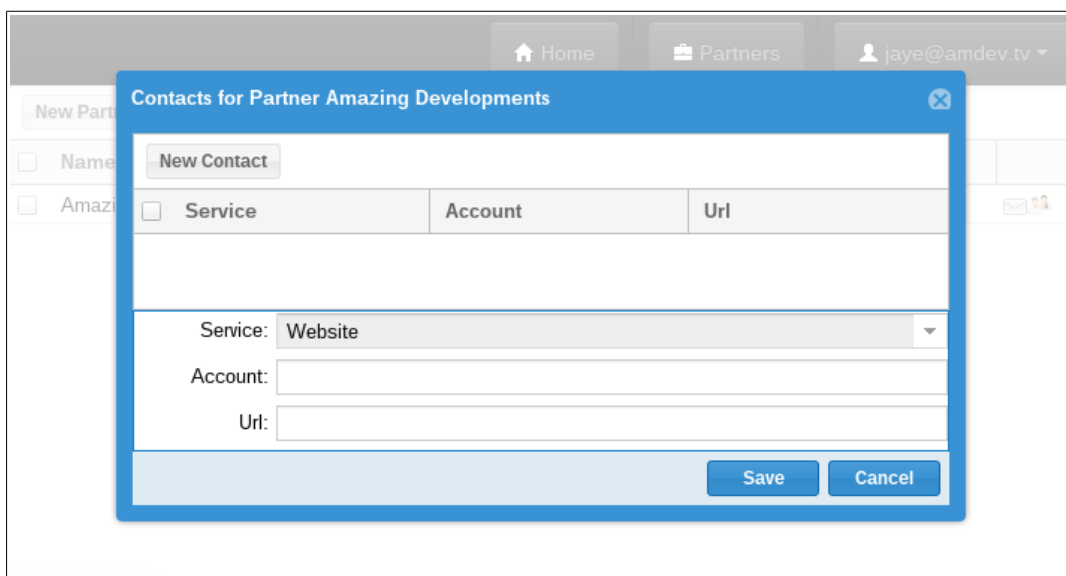 Home Partners jaye@amdev.tv
Contacts for Partner Amazing Developments
New Part
New Contact
Name
Service Account Url
Amazi
Service: Website
Account:
Url:
Save Cancel